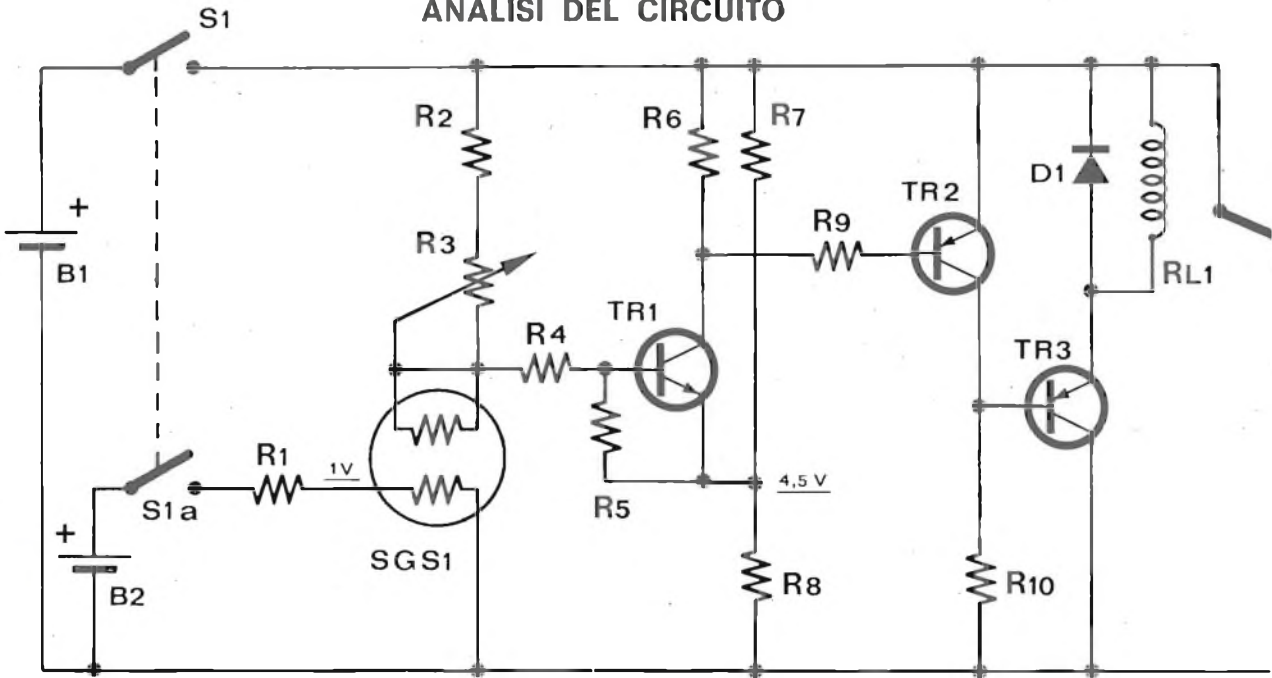 ANALISI DEL CIRCUITO
S1
R2
R6
R7
D1
TR2
+
B1
R3
R9
RL1
R4
TR1
TR3
R1
1V
4,5 V
S1a
R5
+
SGS1
B2
R8
R10